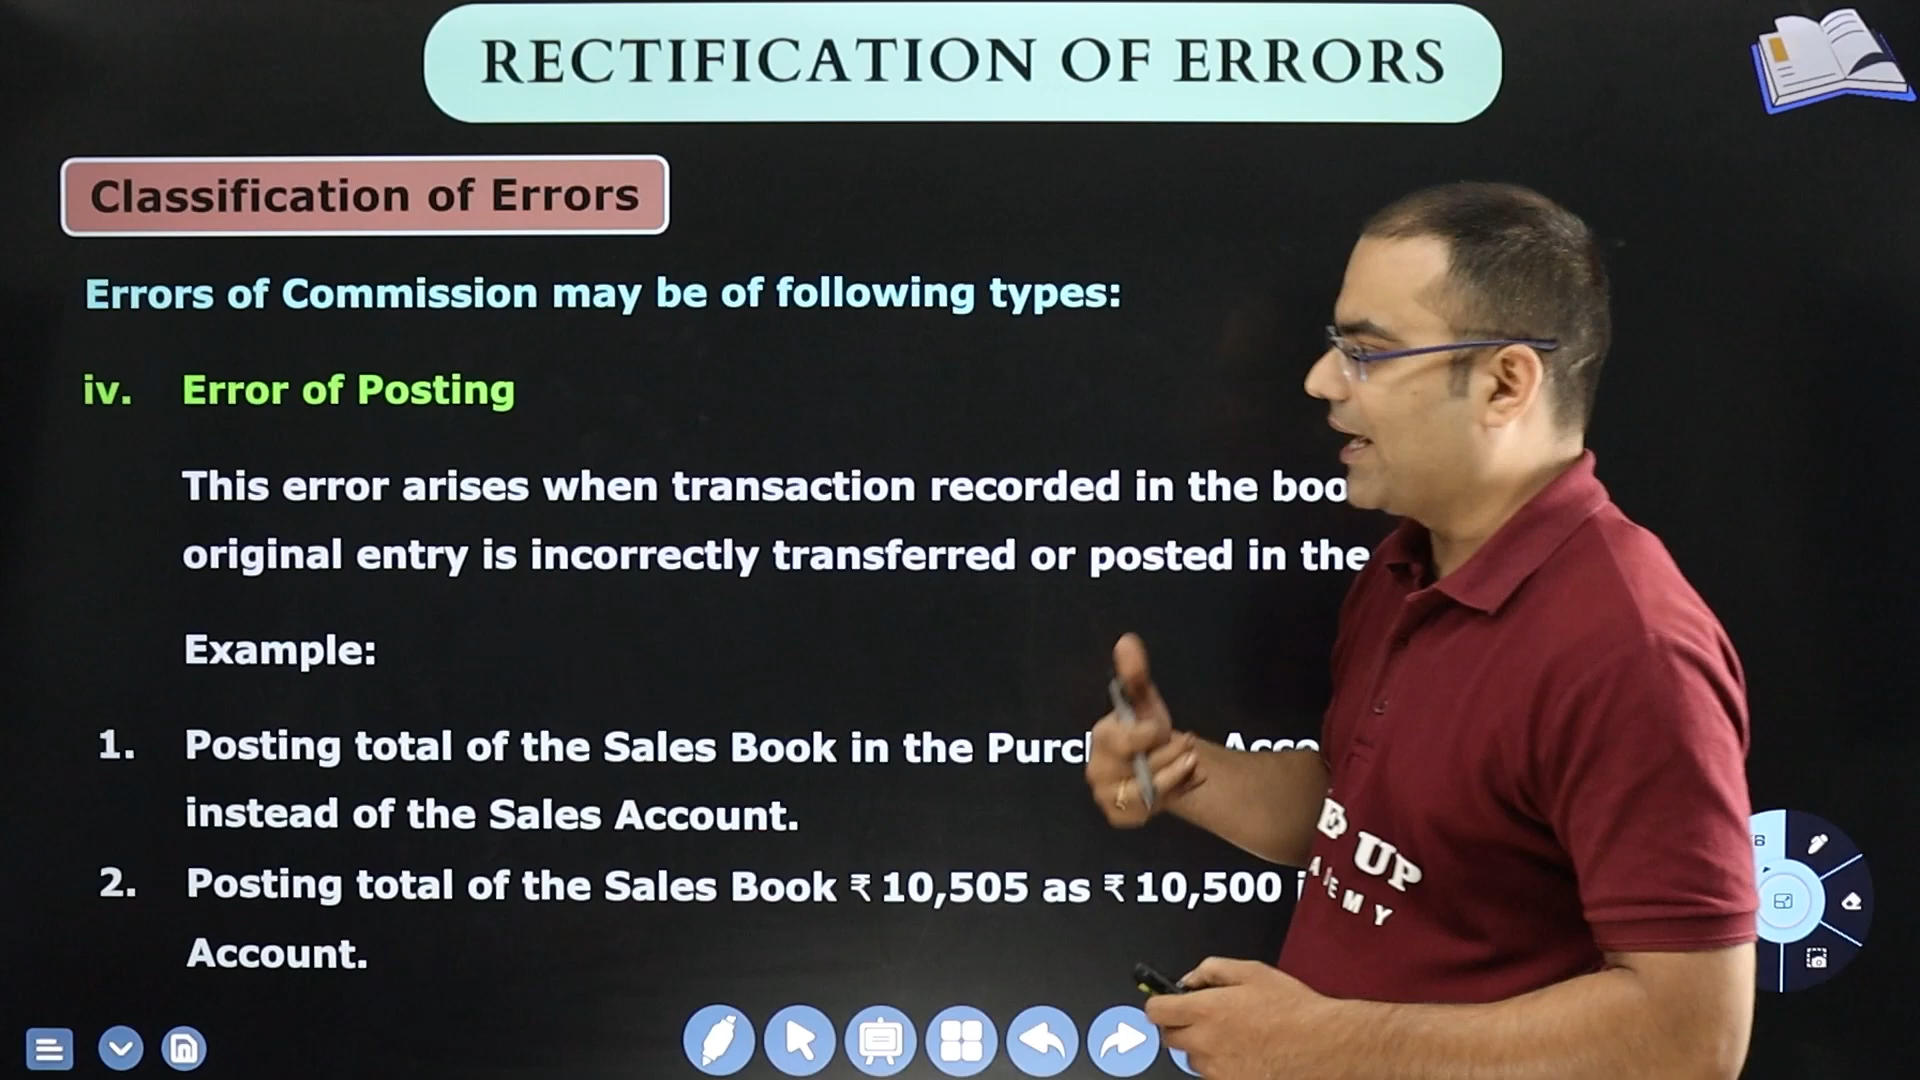 RECTIFICATION OF ERRORS
Classification of Errors
Errors of Commission may be of following types:
iv. Error of Posting
This error arises when transaction recorded in the
original entry is incorrectly transferred or posted in the
Example:
1. Posting total of the Sales Book in the
instead of the Sales Account.
2. Posting total of the Sales Book ₹ 10,505 as ₹ 10,500
Account.
UP